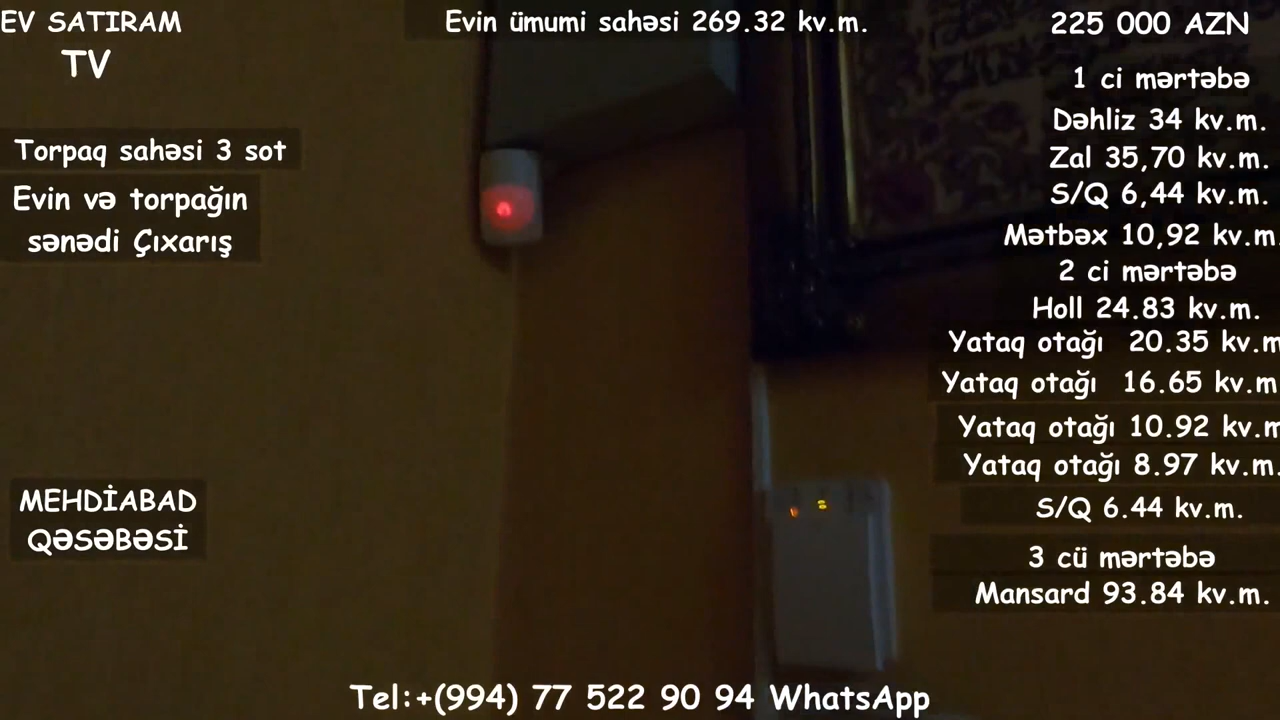 EV SATIRAM
TV
Torpaq sahəsi 3 sot
Evin və torpağın
sənədi Çıxarış
MEHDİABAD
QƏSƏBƏSİ
Evin ümumi sahəsi 269.32 kv.m.
225 000 AZN
1 ci mərtəbə
Dəhliz 34 kv.m.
Zal 35,70 kv.m.
S/Q 6,44 kv.m.
Mətbəx 10,92 kv.m.
2 ci mərtəbə
Holl 24.83 kv.m.
Yataq otağı 20.35 kv.m
Yataq otağı 16.65 kv.m
Yataq otağı 10.92 kv.m
Yataq otağı 8.97 kv.m.
S/Q 6.44 kv.m.
3 cü mərtəbə
Mansard 93.84 kv.m.
Tel:+(994) 77 522 90 94 WhatsApp